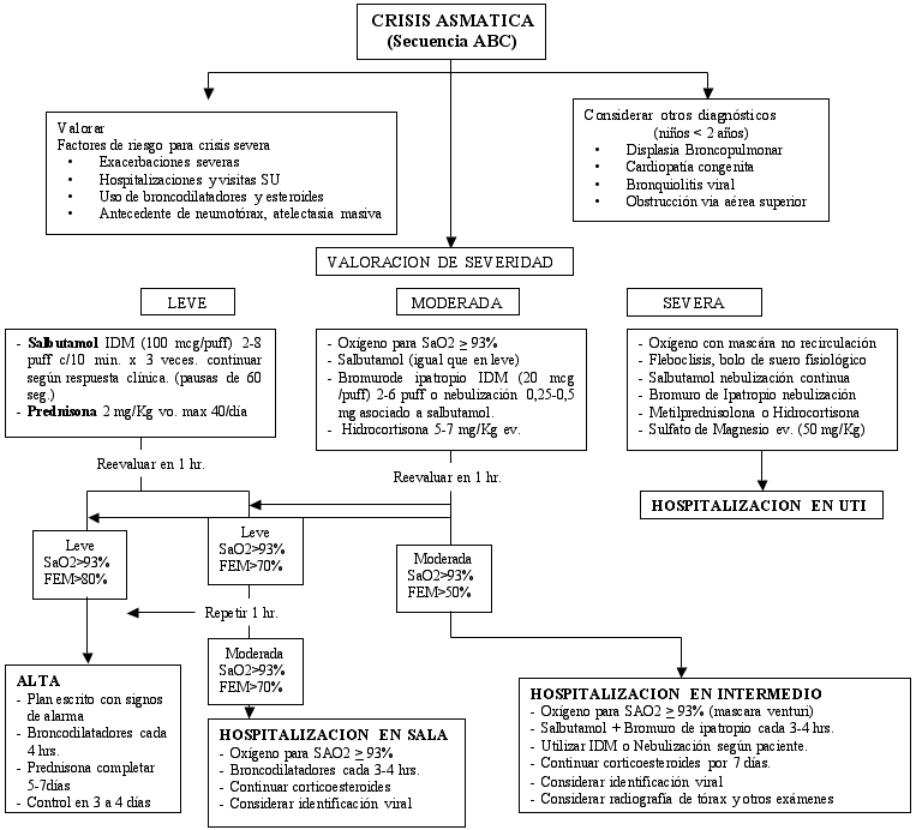 CRISIS ASMATICA
(Secuencia ABC)
Valorar
Factores de riesgo para crisis severa
• Exacerbaciones severas
• Hospitalizaciones y visitas SU
• Uso de broncodilatadores y esteroides
• Antecedente de neumotórax, atelectasia masiva
Considerar otros diagnósticos
(niños < 2 años)
• Displasia Broncopulmonar
• Cardiopatía congenita
• Bronquiolitis viral
• Obstrucción via aérea superior
VALORACION DE SEVERIDAD
LEVE
MODERADA
SEVERA
- Salbutamol IDM (100 mcg/puff) 2-8
puff c/10 min. x 3 veces. continuar
según respuesta clínica. (pausas de 60
seg.)
- Prednisona 2 mg/Kg vo. max 40/día
- Oxígeno para SaO2 ≥ 93%
- Salbutamol (igual que en leve)
- Bromurode ipatropio IDM (20 mcg
/puff) 2-6 puff o nebulización 0,25-0,5
mg asociado a salbutamol.
- Hidrocortisona 5-7 mg/Kg ev.
- Oxigeno con mascára no recirculación
- Fleboclisis, bolo de suero fisiológico
- Salbutamol nebulización continua
- Bromuro de Ipatropio nebulización
- Metilprednisolona o Hidrocortisona
- Sulfato de Magnesio ev. (50 mg/Kg)
Reevaluar en 1 hr.
Reevaluar en 1 hr.
HOSPITALIZACION EN UTI
Leve
SaO2>93%
FEM>80%
Leve
SaO2>93%
FEM>70%
Moderada
SaO2>93%
FEM>50%
Repetir 1 hr.
Moderada
SaO2>93%
FEM>70%
ALTA
- Plan escrito con signos
de alarma
- Broncodilatadores cada
4 hrs.
- Prednisona completar
5-7dias
- Control en 3 a 4 días
HOSPITALIZACION EN SALA
- Oxígeno para SAO2 ≥ 93%
- Broncodilatadores cada 3-4 hrs.
- Continuar corticoesteroides
- Considerar identificación viral
HOSPITALIZACION EN INTERMEDIO
- Oxígeno para SAO2 ≥ 93% (mascara venturi)
- Salbutamol + Bromuro de ipatropio cada 3-4 hrs.
- Utilizar IDM o Nebulización según paciente.
- Continuar corticoesteroides por 7 días.
- Considerar identificación viral
- Considerar radiografía de tórax y otros exámenes